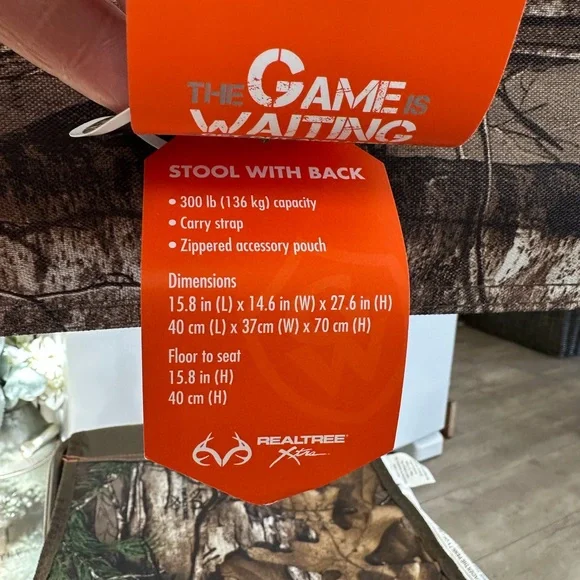 THE GAME IS
WAITING
STOOL WITH BACK
• 300 lb (136 kg) capacity
• Carry strap
• Zippered accessory pouch
Dimensions
15.8 in (L) x 14.6 in (W) x 27.6 in (H)
40 cm (L) x 37cm (W) x 70 cm (H)
Floor to seat
15.8 in (H)
40 cm (H)
REALTREE
Xtra